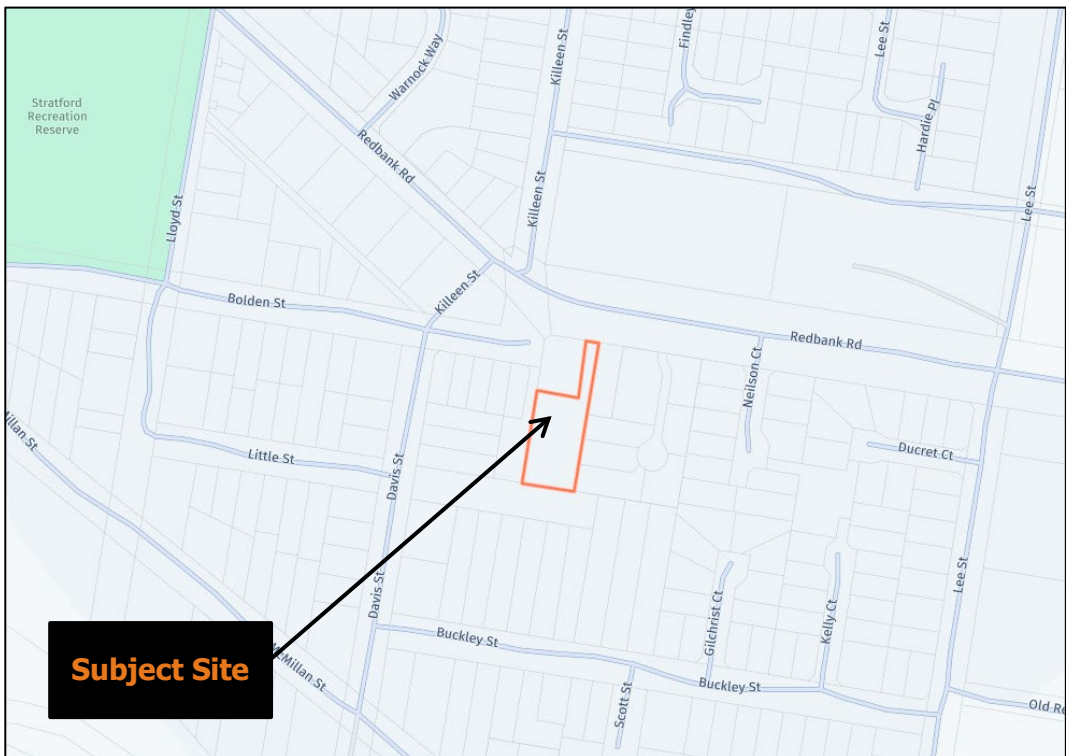 Killeen St
Findley
Lee St
Warnock Way
Hardie Pl
Stratford
Recreation
Reserve
Redbank Rd
Lloyd St
Killeen St
Lee St
Killeen St
Bolden St
Redbank Rd
Neilson Ct
Little St
Davis St
Ducret Ct
Millan St
Lee St
Davis St
Gilchrist Ct
Kelly Ct
Buckley St
Subject Site
McMillan St
Scott St
Buckley St
Old Re